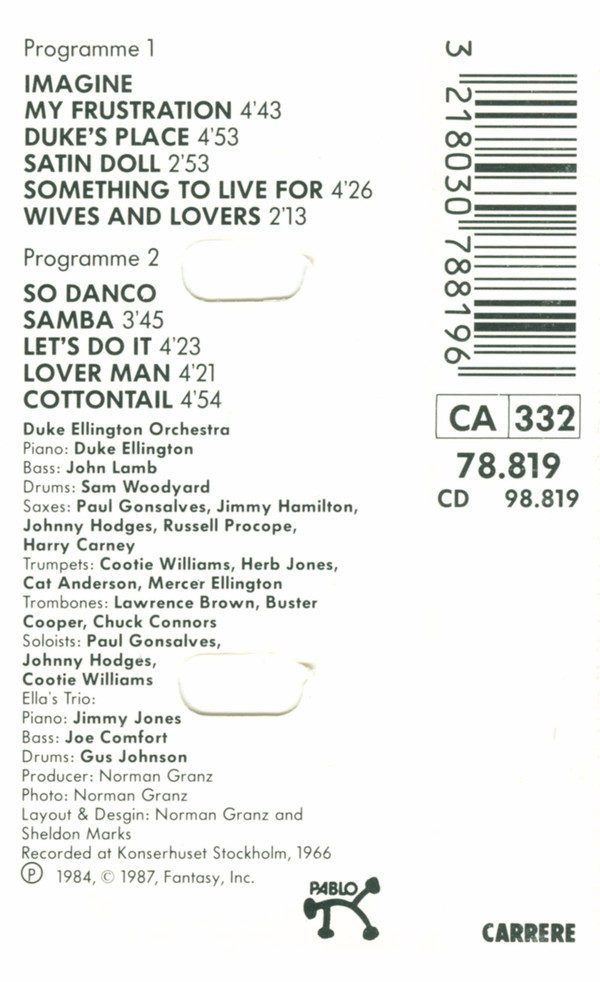 Programme 1
IMAGINE
MY FRUSTRATION 4'43
DUKE'S PLACE 4'53
SATIN DOLL 2'53
SOMETHING TO LIVE FOR 4'26
WIVES AND LOVERS 2'13
Programme 2
SO DANCO
SAMBA 3'45
LET'S DO IT 4'23
LOVER MAN 4'21
COTTONTAIL 4'54
Duke Ellington Orchestra
Piano: Duke Ellington
Bass: John Lamb
Drums: Sam Woodyard
Saxes: Paul Gonsalves, Jimmy Hamilton,
Johnny Hodges, Russell Procope,
Harry Carney
Trumpets: Cootie Williams, Herb Jones,
Cat Anderson, Mercer Ellington
Trombones: Lawrence Brown, Buster
Cooper, Chuck Connors
Soloists: Paul Gonsalves,
Johnny Hodges,
Cootie Williams
Ella's Trio:
Piano: Jimmy Jones
Bass: Joe Comfort
Drums: Gus Johnson
Producer: Norman Granz
Photo: Norman Granz
Layout & Desgin: Norman Granz and
Sheldon Marks
Recorded at Konserhuset Stockholm, 1966
℗ 1984, © 1987, Fantasy, Inc.
PABLO
3 218030 788196
CA 332
78.819
CD 98.819
CARRERE